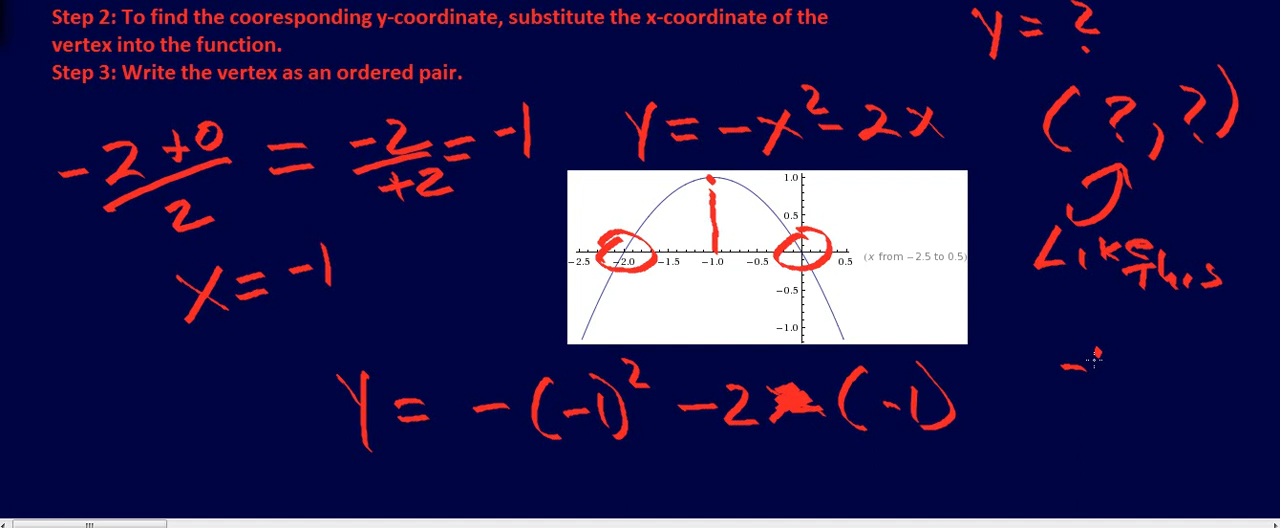 Step 2: To find the cooresponding y-coordinate, substitute the x-coordinate of the
vertex into the function.
Step 3: Write the vertex as an ordered pair.
y = ?
-2+0/2 = -2/+2 = -1
y = -x² - 2x
(?, ?)
Like
This
x = -1
1.0
0.5
-2.5 -2.0 -1.5 -1.0 -0.5 0.5
(x from -2.5 to 0.5)
-0.5
-1.0
y = -(-1)² -2 (-1)
-